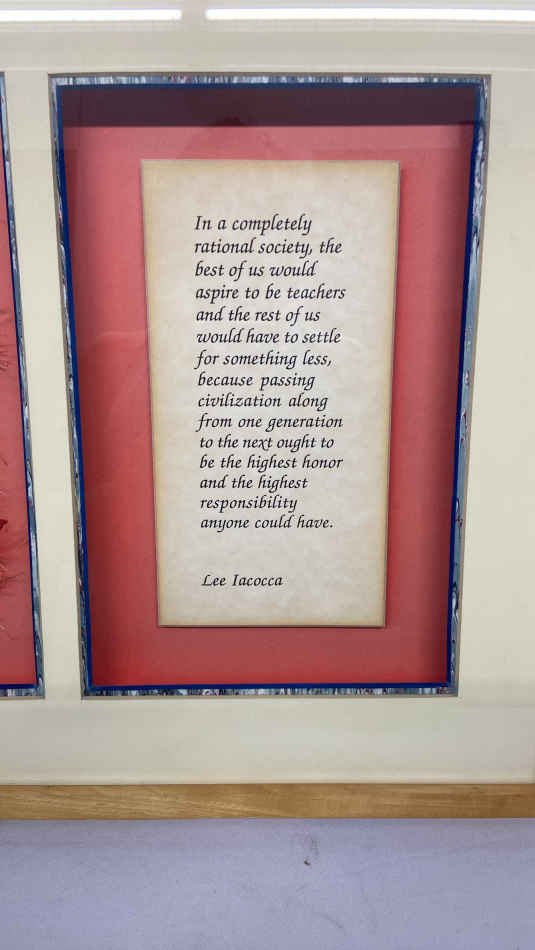 In a completely
rational society, the
best of us would
aspire to be teachers
and the rest of us
would have to settle
for something less,
because passing
civilization along
from one generation
to the next ought to
be the highest honor
and the highest
responsibility
anyone could have.
Lee Iacocca